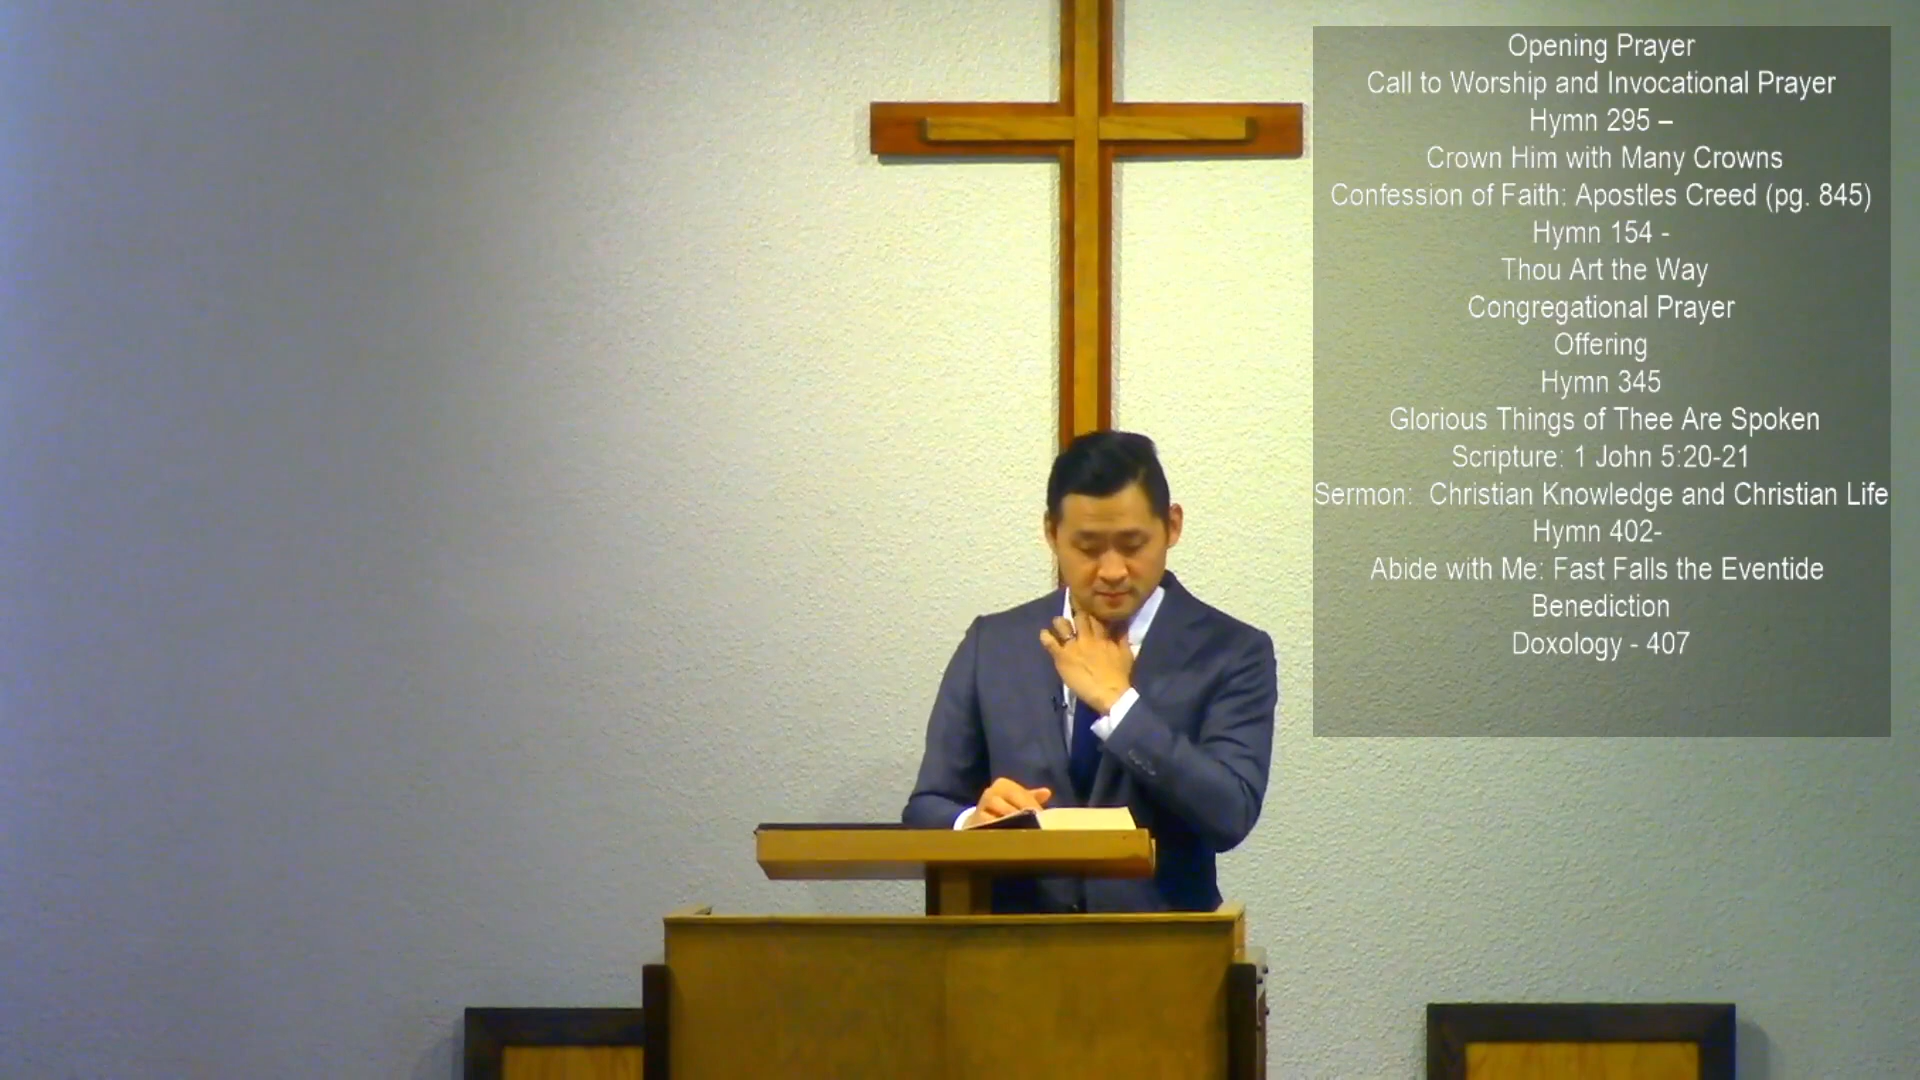 Opening Prayer
Call to Worship and Invocational Prayer
Hymn 295 –
Crown Him with Many Crowns
Confession of Faith: Apostles Creed (pg. 845)
Hymn 154 -
Thou Art the Way
Congregational Prayer
Offering
Hymn 345
Glorious Things of Thee Are Spoken
Scripture: 1 John 5:20-21
Sermon:  Christian Knowledge and Christian Life
Hymn 402-
Abide with Me: Fast Falls the Eventide
Benediction
Doxology - 407